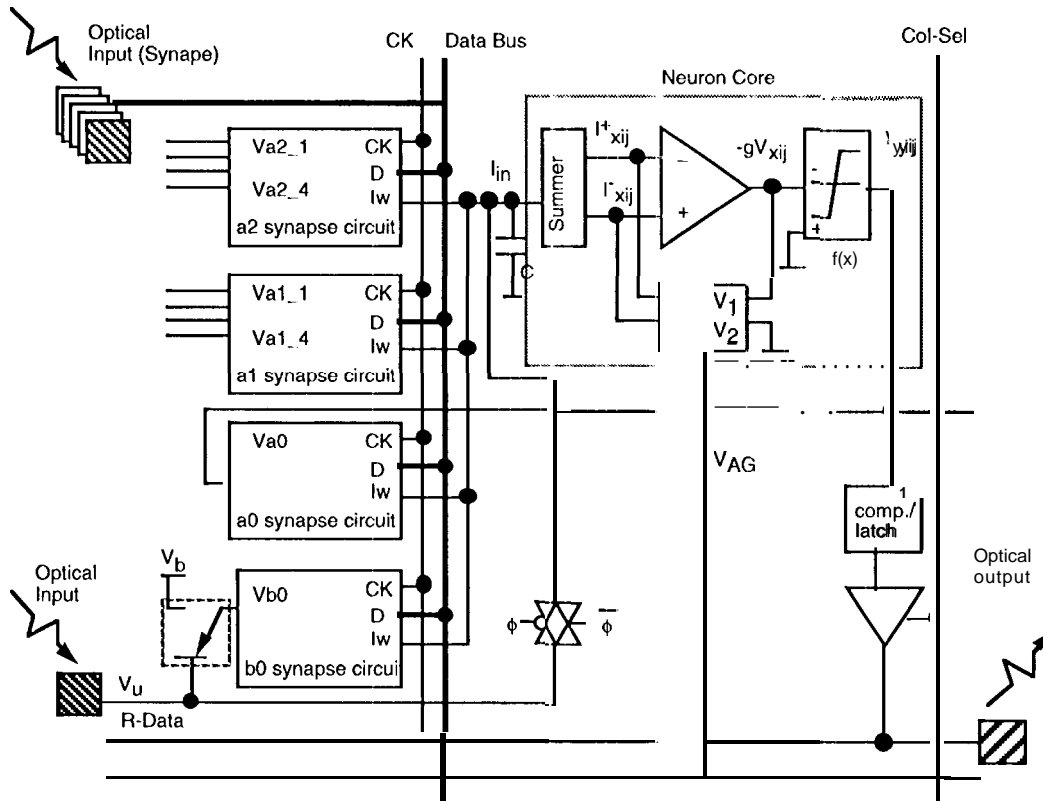 Optical
Input (Synape)
CK
Data Bus
Col-Sel
Neuron Core
Va2_1
CK
D
Va2_4
Iw
a2 synapse circuit
Iin
Summer
I+xij
I-xij
-
+
-gVxij
-
+
f(x)
C
V1
V2
Va1_1
CK
D
Va1_4
Iw
a1 synapse circuit
Va0
CK
D
Iw
a0 synapse circuit
VAG
1
comp./
latch
Optical
output
Optical
Input
Vb
Vb0
CK
D
Iw
b0 synapse circuit
ϕ
ϕ
Vu
R-Data